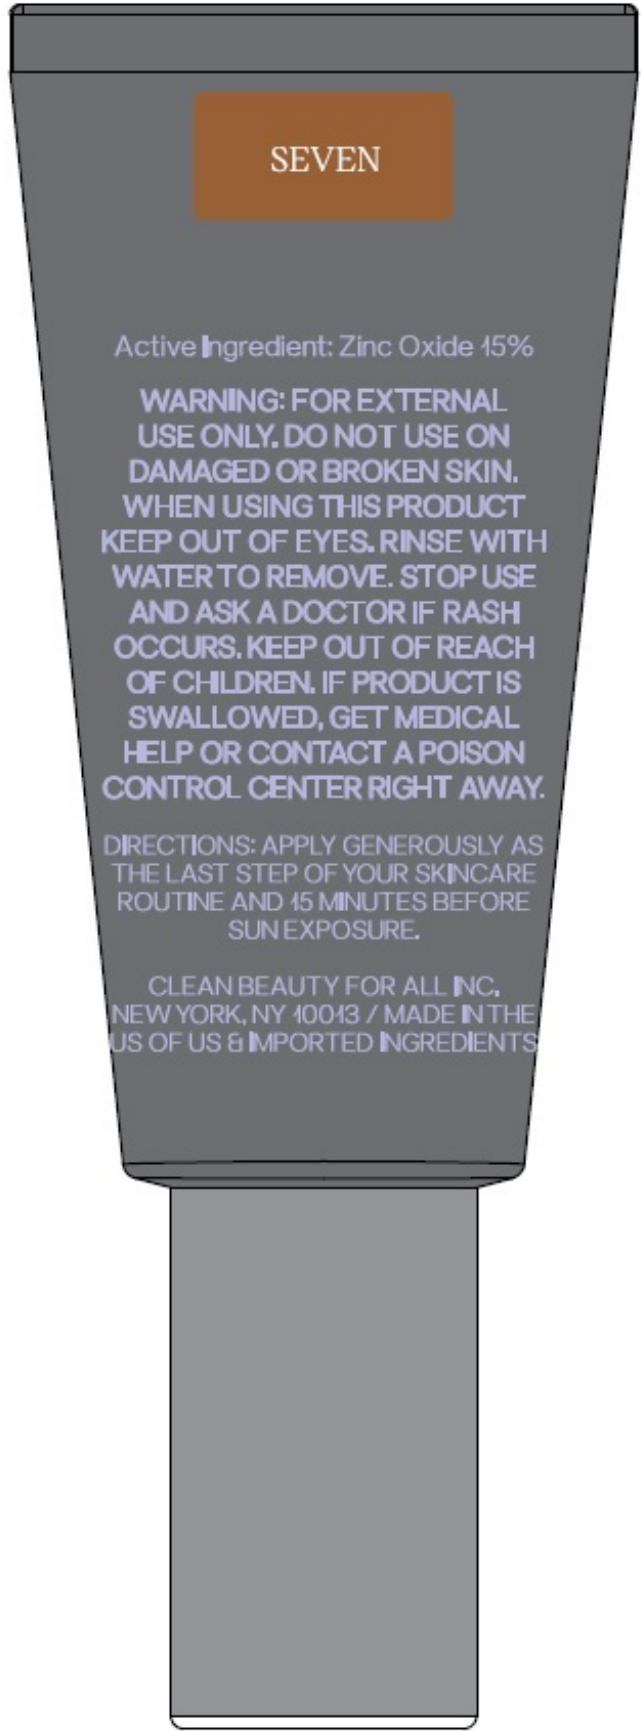 SEVEN
Active Ingredient: Zinc Oxide 15%
WARNING: FOR EXTERNAL
USE ONLY. DO NOT USE ON
DAMAGED OR BROKEN SKIN.
WHEN USING THIS PRODUCT
KEEP OUT OF EYES. RINSE WITH
WATER TO REMOVE. STOP USE
AND ASK A DOCTOR IF RASH
OCCURS. KEEP OUT OF REACH
OF CHILDREN. IF PRODUCT IS
SWALLOWED, GET MEDICAL
HELP OR CONTACT A POISON
CONTROL CENTER RIGHT AWAY.
DIRECTIONS: APPLY GENEROUSLY AS
THE LAST STEP OF YOUR SKINCARE
ROUTINE AND 15 MINUTES BEFORE
SUN EXPOSURE.
CLEAN BEAUTY FOR ALL INC.
NEW YORK, NY 10013 / MADE IN THE
US OF US & IMPORTED INGREDIENTS